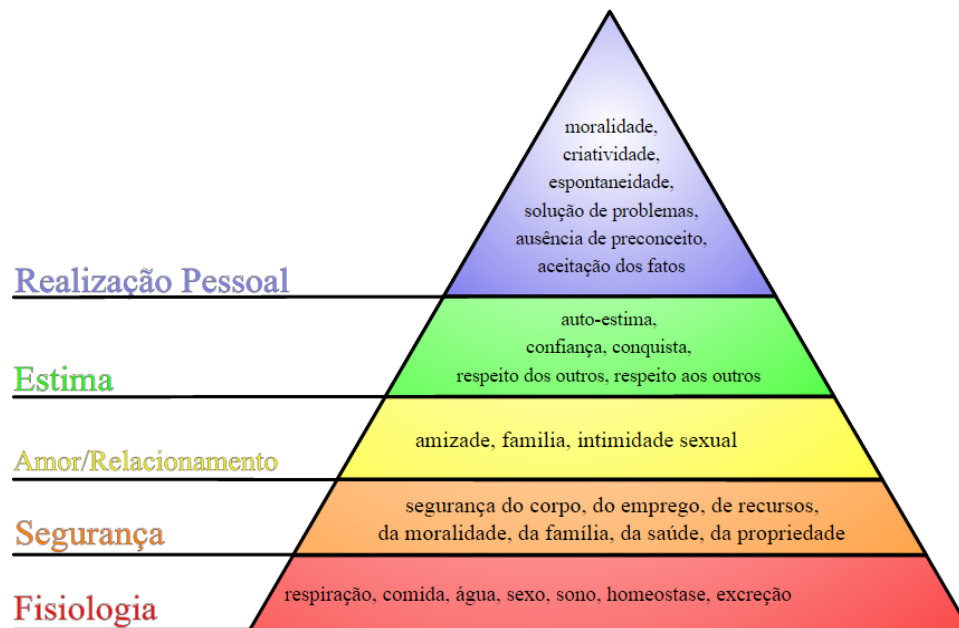 moralidade,
criatividade,
espontaneidade,
solução de problemas,
ausência de preconceito,
aceitação dos fatos
Realização Pessoal
auto-estima,
confiança, conquista,
respeito dos outros, respeito aos outros
Estima
amizade, família, intimidade sexual
Amor/Relacionamento
segurança do corpo, do emprego, de recursos,
da moralidade, da família, da saúde, da propriedade
Segurança
respiração, comida, água, sexo, sono, homeostase, excreção
Fisiologia